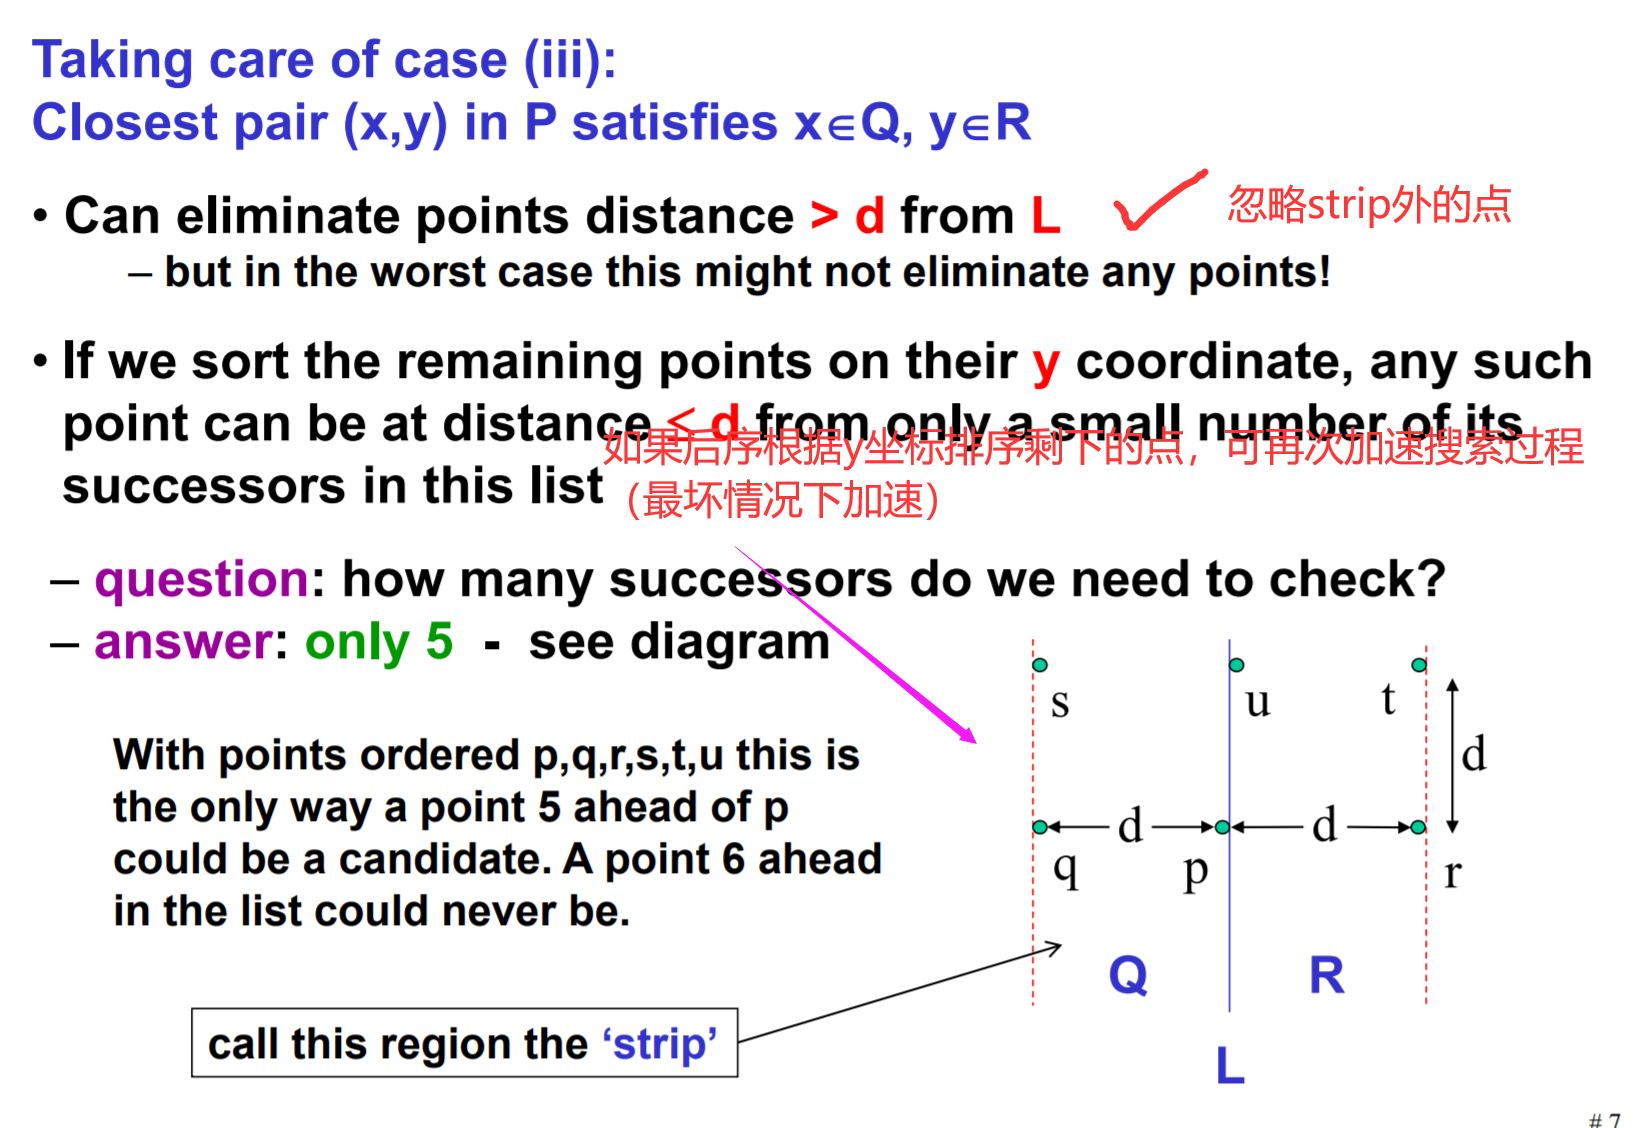 Taking care of case (iii):
Closest pair (x,y) in P satisfies x∈Q, y∈R
• Can eliminate points distance > d from L
忽略strip外的点
– but in the worst case this might not eliminate any points!
• If we sort the remaining points on their y coordinate, any such
point can be at distance ≤ d from only a small number of its
successors in this list
如果后序根据y坐标排序剩下的点，可再次加速搜索过程
（最坏情况下加速）
– question: how many successors do we need to check?
– answer: only 5 - see diagram
With points ordered p,q,r,s,t,u this is
the only way a point 5 ahead of p
could be a candidate. A point 6 ahead
in the list could never be.
call this region the ‘strip’
s u t
d
d d
q p r
Q R
L
# 7